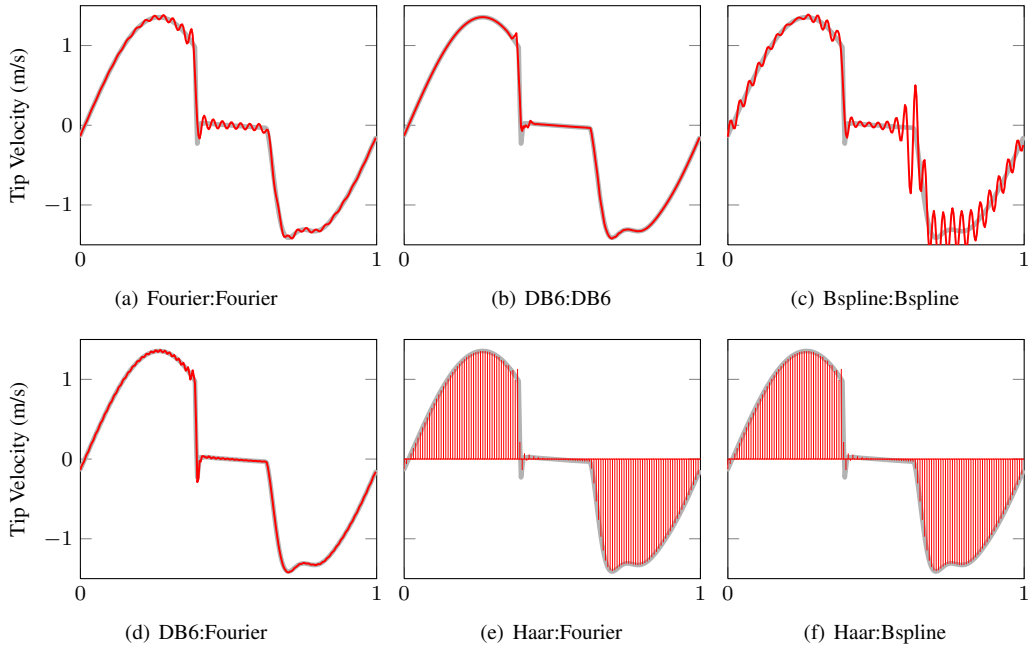 Tip Velocity (m/s)
1
0
−1
0 1
0 1
0 1
(a) Fourier:Fourier
(b) DB6:DB6
(c) Bspline:Bspline
Tip Velocity (m/s)
1
0
−1
0 1
0 1
0 1
(d) DB6:Fourier
(e) Haar:Fourier
(f) Haar:Bspline